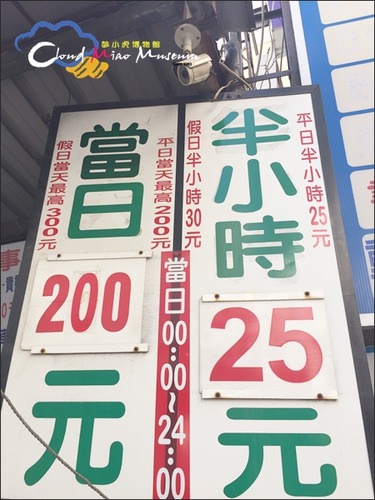 夢小虎博物館
Cloud Miao Museum
平日半小時25元
半小時
假日半小時30元
25
元
平日當天最高200元
當日
假日當天最高300元
200
元
當日00:00~24:00